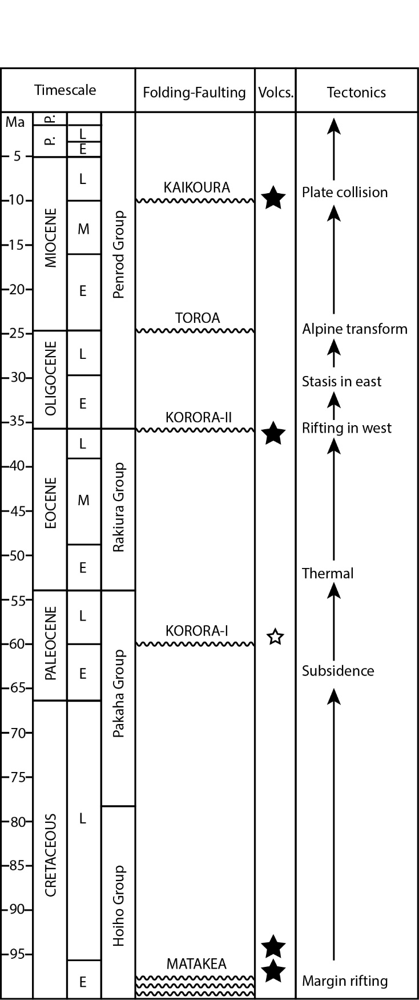 Timescale
Folding-Faulting
Volcs.
Tectonics
Ma
P.
P.
L
E
5
L
KAIKOURA
Plate collision
10
MIOCENE
M
Penrod Group
15
20
E
TOROA
Alpine transform
25
OLIGOCENE
L
30
Stasis in east
E
35
KORORA-II
Rifting in west
L
40
EOCENE
M
Rakiura Group
45
50
E
Thermal
55
PALEOCENE
L
KORORA-I
60
E
Pakaha Group
Subsidence
65
70
75
80
L
CRETACEOUS
85
90
Hoiho Group
95
MATAKEA
E
Margin rifting